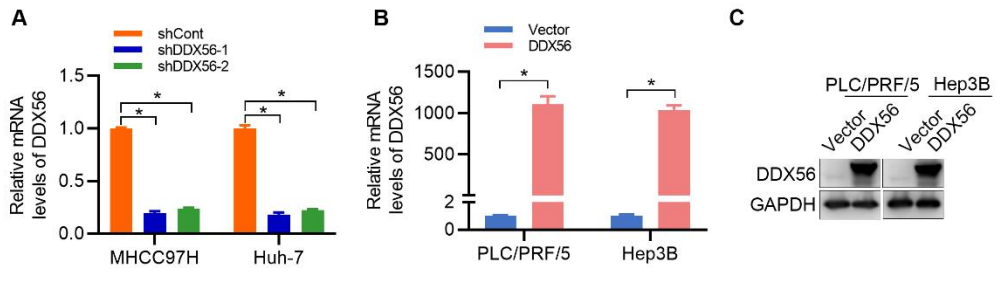 A
shCont
shDDX56-1
shDDX56-2
Relative mRNA
levels of DDX56
1.5
1.0
0.5
0.0
* * * *
MHCC97H Huh-7
B
Vector
DDX56
Relative mRNA
levels of DDX56
1500
1000
500
2
0
* *
PLC/PRF/5 Hep3B
C
PLC/PRF/5 Hep3B
Vector DDX56 Vector DDX56
DDX56
GAPDH